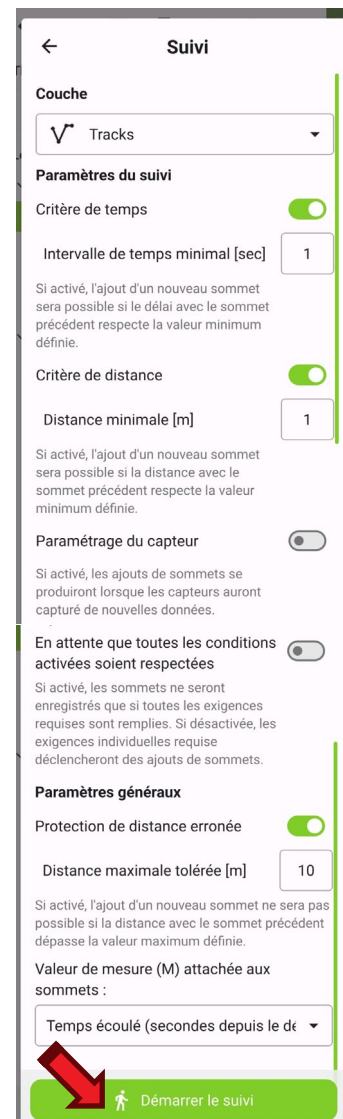 Suivi
Couche
Tracks
Paramètres du suivi
Critère de temps
Intervalle de temps minimal [sec] 1
Si activé, l'ajout d'un nouveau sommet
sera possible si le délai avec le sommet
précédent respecte la valeur minimum
définie.
Critère de distance
Distance minimale [m] 1
Si activé, l'ajout d'un nouveau sommet
sera possible si la distance avec le
sommet précédent respecte la valeur
minimum définie.
Paramétrage du capteur
Si activé, les ajouts de sommets se
produiront lorsque les capteurs auront
capturé de nouvelles données.
En attente que toutes les conditions
activées soient respectées
Si activé, les sommets ne seront
enregistrés que si toutes les exigences
requises sont remplies. Si désactivée, les
exigences individuelles requise
déclencheront des ajouts de sommets.
Paramètres généraux
Protection de distance erronée
Distance maximale tolérée [m] 10
Si activé, l'ajout d'un nouveau sommet ne sera pas
possible si la distance avec le sommet précédent
dépasse la valeur maximum définie.
Valeur de mesure (M) attachée aux
sommets :
Temps écoulé (secondes depuis le dé
Démarrer le suivi